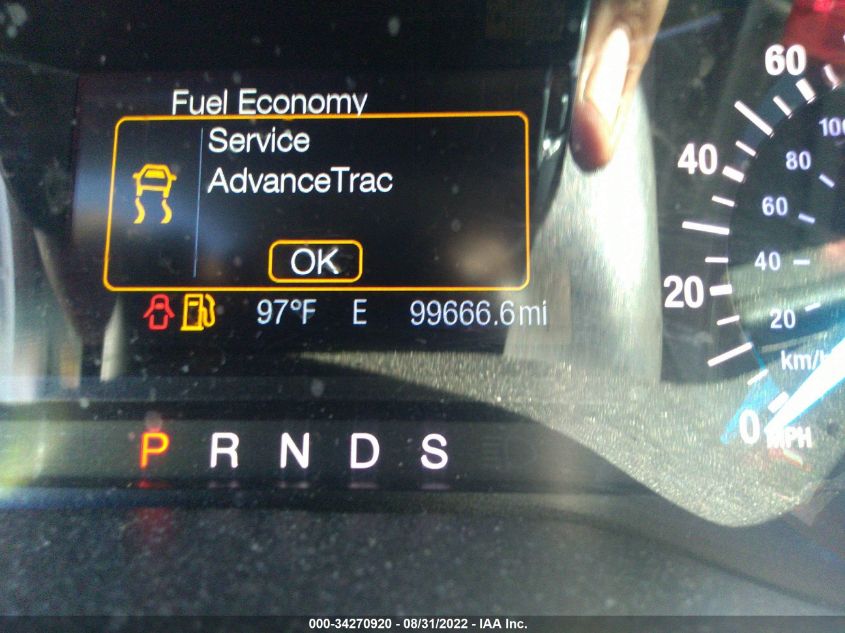 Fuel Economy
Service
AdvanceTrac
OK
97°F E 99666.6mi
P R N D S
60
40
20
0 MPH
100
80
60
40
20
000-34270920 - 08/31/2022 - IAA Inc.